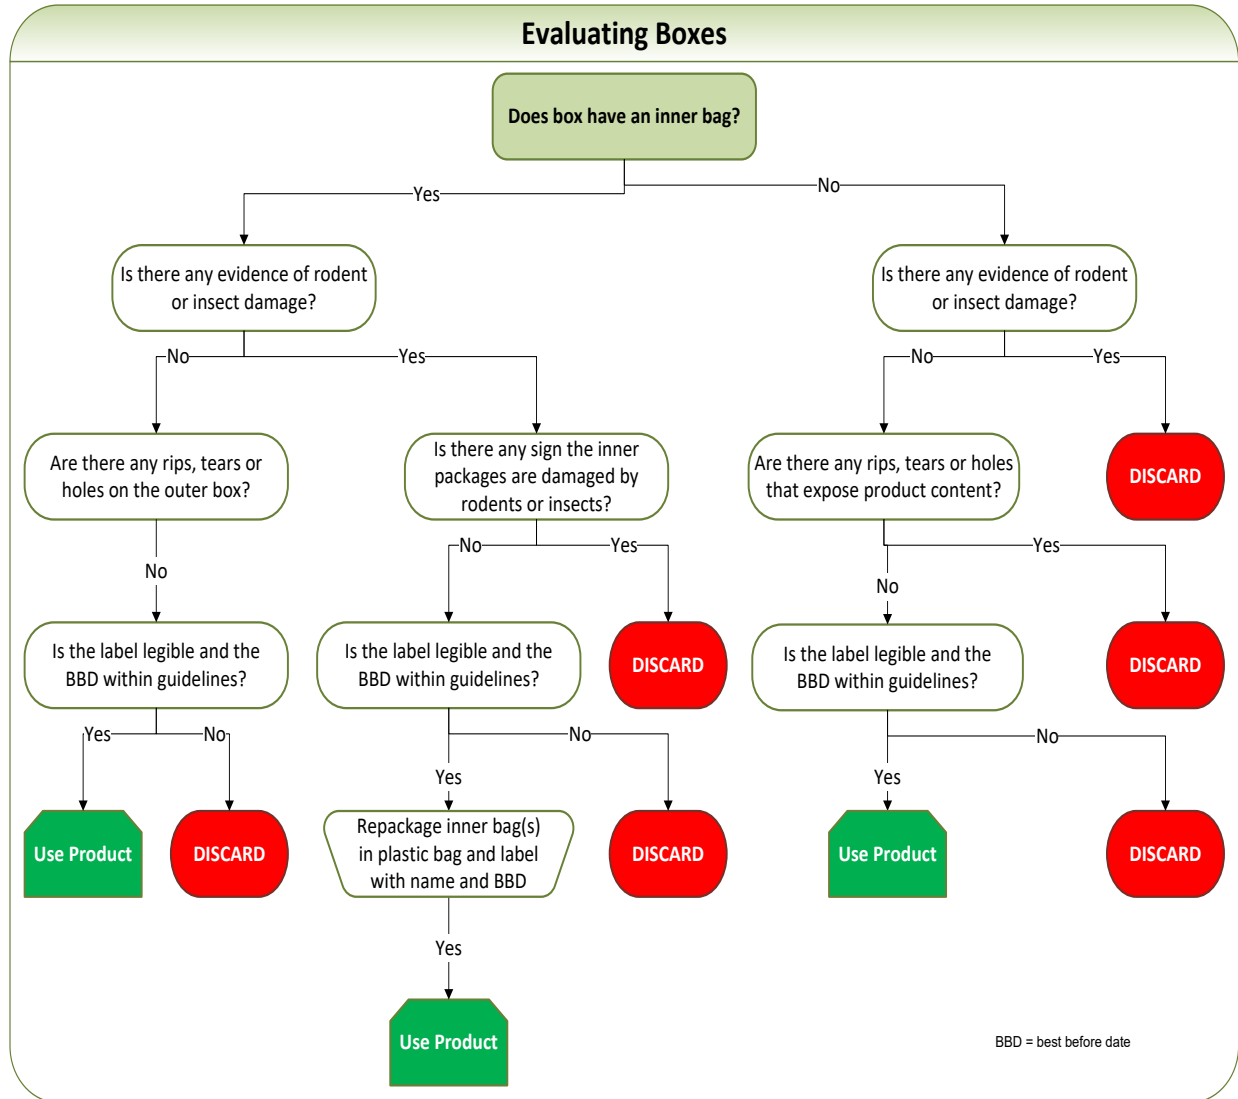 Evaluating Boxes
Does box have an inner bag?
Yes
No
Is there any evidence of rodent
or insect damage?
Is there any evidence of rodent
or insect damage?
No
Yes
No
Yes
Are there any rips, tears or
holes on the outer box?
Is there any sign the inner
packages are damaged by
rodents or insects?
Are there any rips, tears or holes
that expose product content?
DISCARD
No
No
Yes
No
Yes
Is the label legible and the
BBD within guidelines?
Is the label legible and the
BBD within guidelines?
DISCARD
Is the label legible and the
BBD within guidelines?
DISCARD
Yes
No
Yes
No
Yes
No
Use Product
DISCARD
Repackage inner bag(s)
in plastic bag and label
with name and BBD
DISCARD
Use Product
DISCARD
Yes
Use Product
BBD = best before date